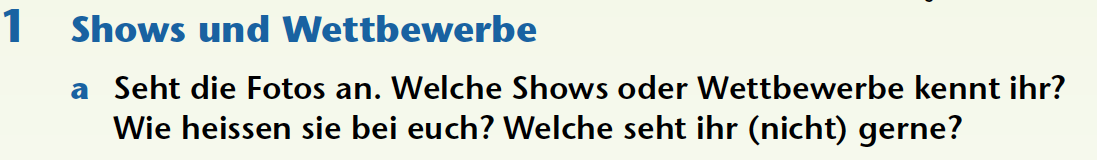 1 Shows und Wettbewerbe
a Seht die Fotos an. Welche Shows oder Wettbewerbe kennt ihr?
Wie heissen sie bei euch? Welche seht ihr (nicht) gerne?